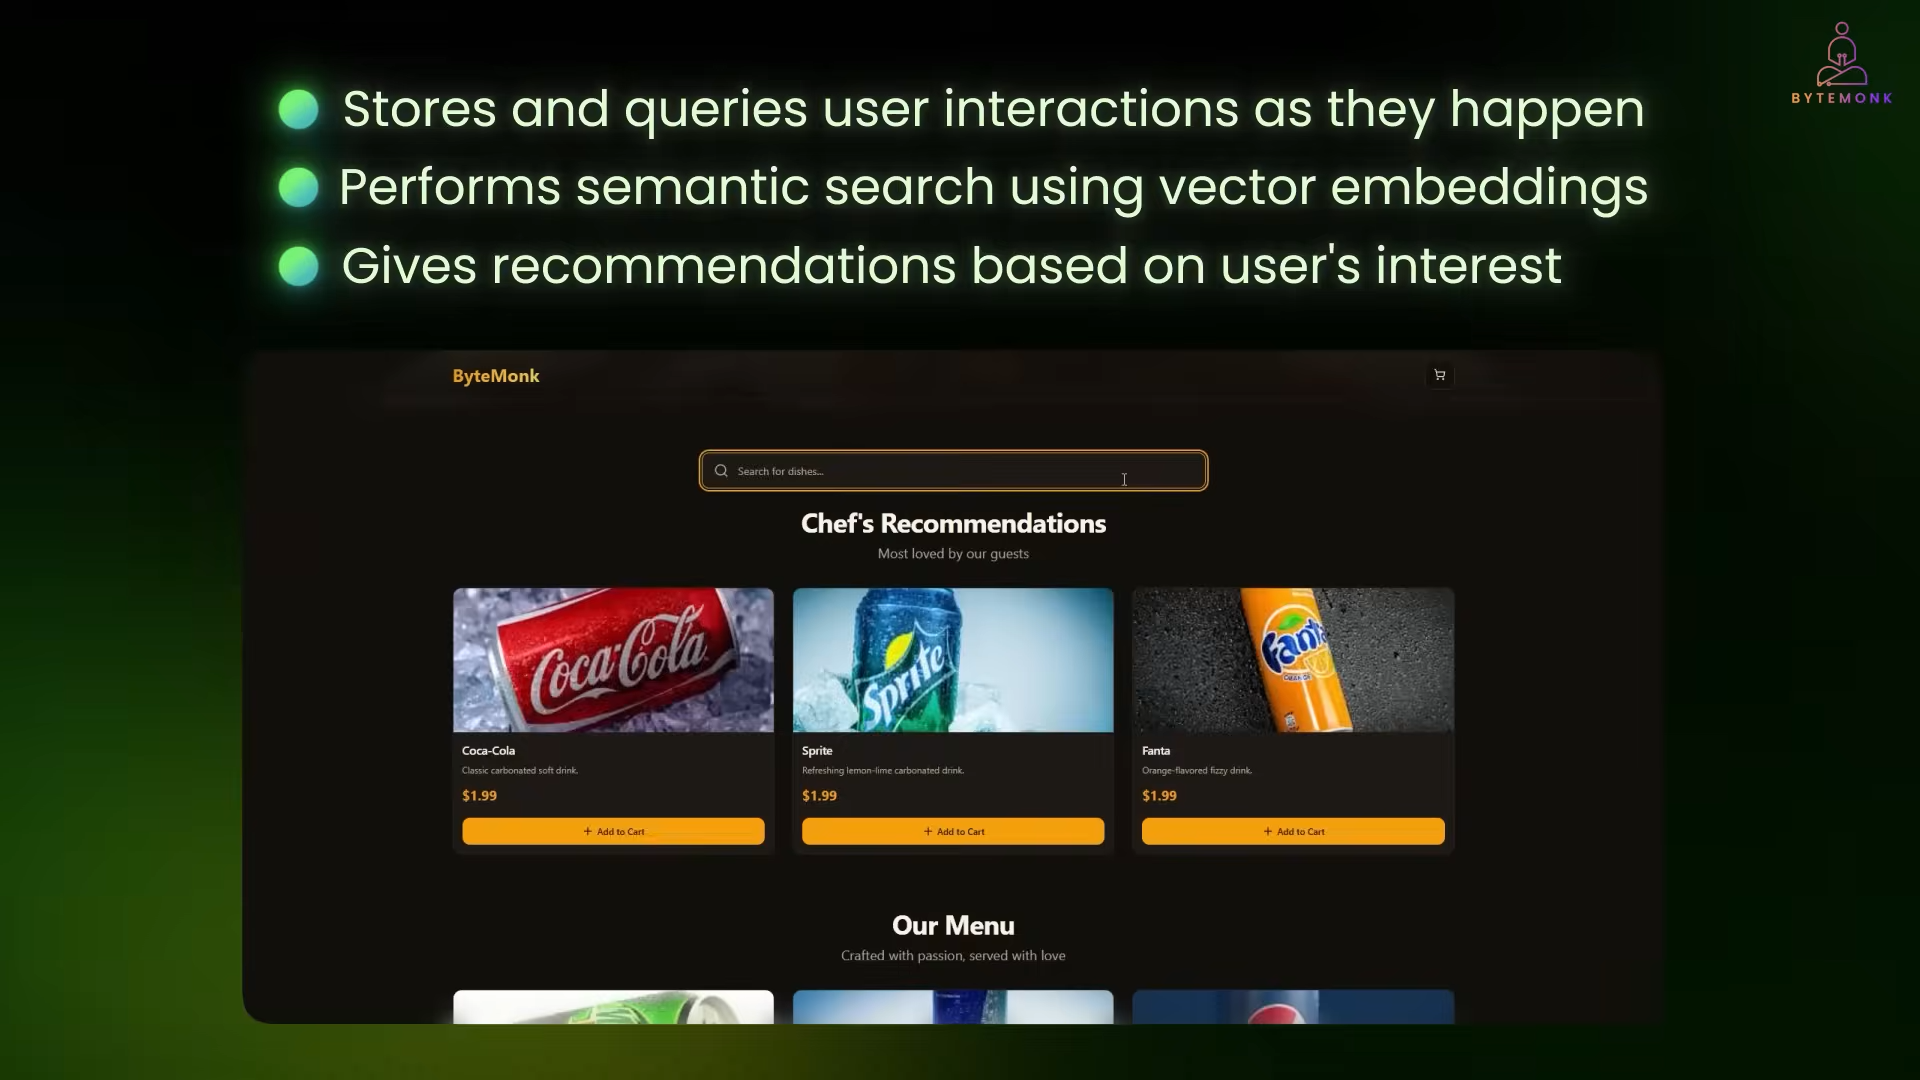 Stores and queries user interactions as they happen
Performs semantic search using vector embeddings
Gives recommendations based on user's interest
BYTEMONK
ByteMonk
Search for dishes...
Chef's Recommendations
Most loved by our guests
Coca-Cola
Sprite
Fanta
ORANGE
Coca-Cola
Classic carbonated soft drink.
$1.99
+ Add to Cart
Sprite
Refreshing lemon-lime carbonated drink.
$1.99
+ Add to Cart
Fanta
Orange-flavored fizzy drink.
$1.99
+ Add to Cart
Our Menu
Crafted with passion, served with love